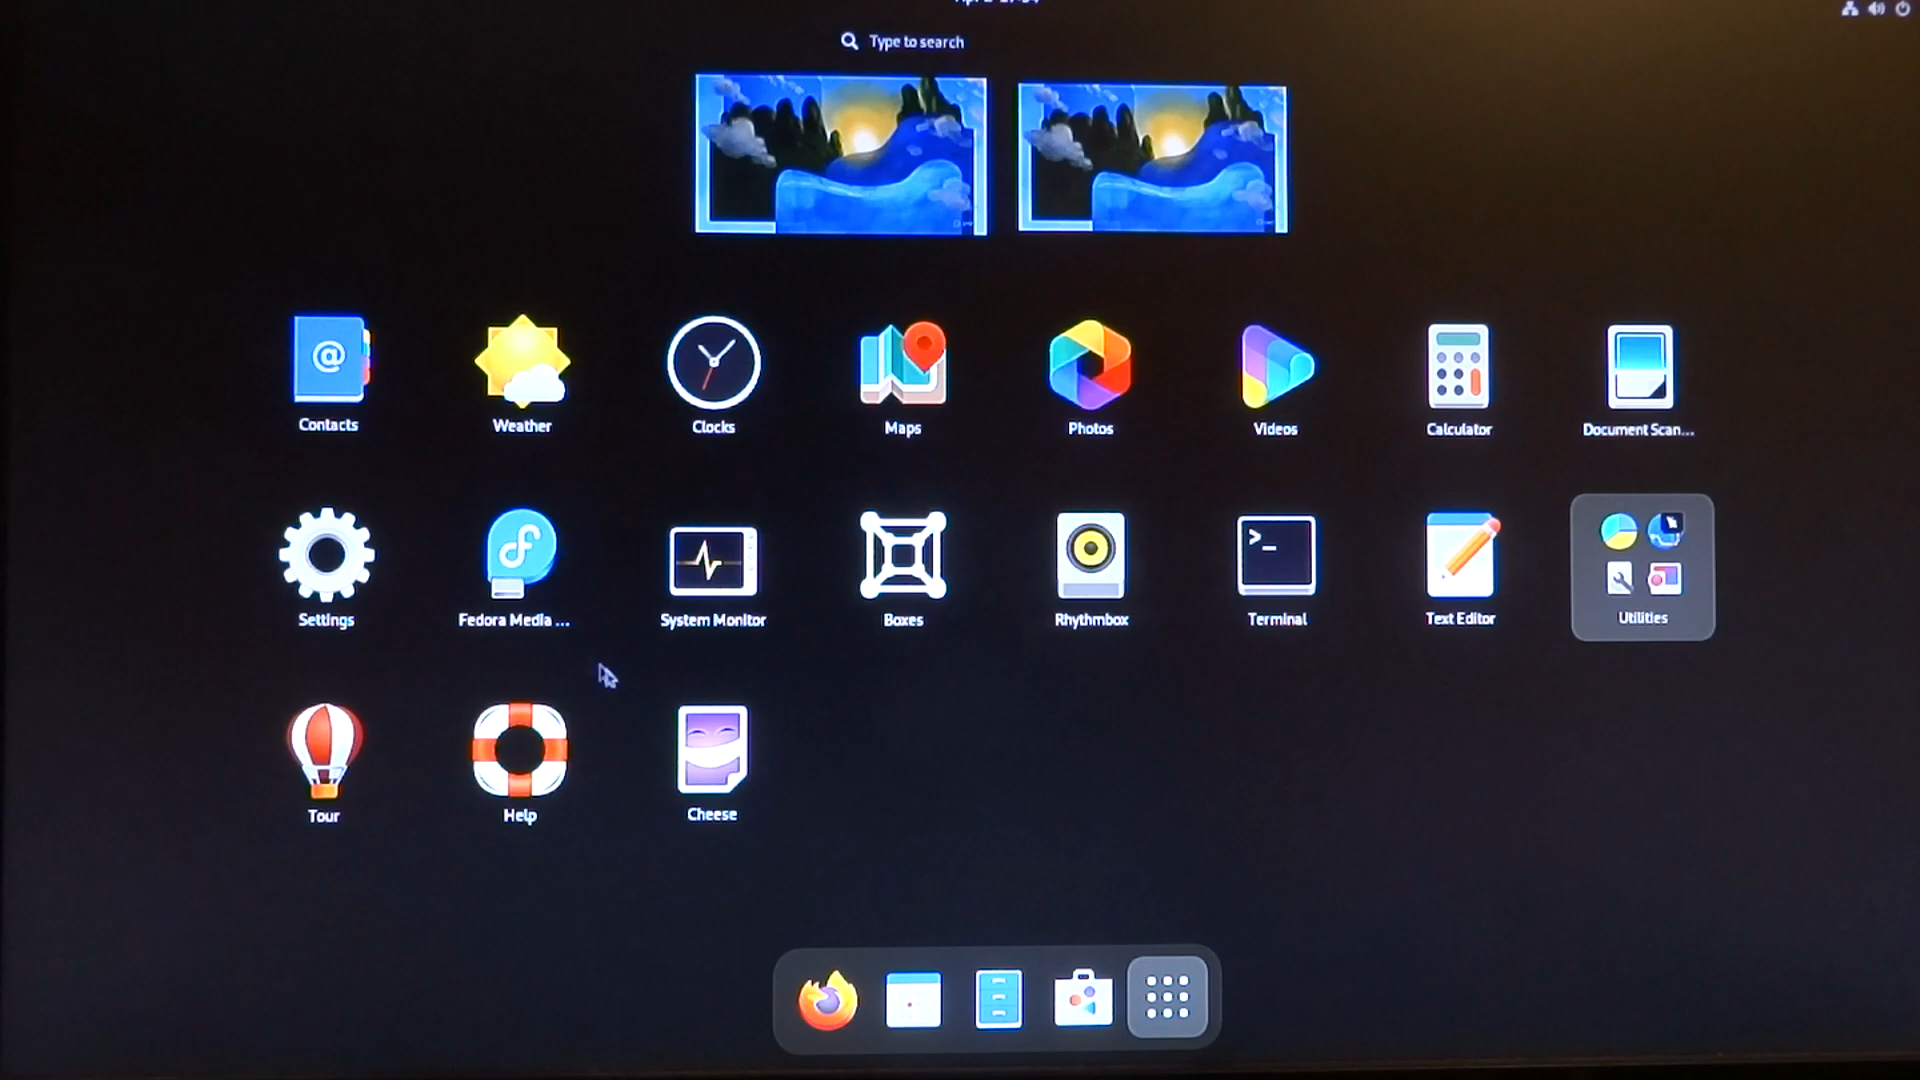 Type to search
Contacts
Weather
Clocks
Maps
Photos
Videos
Calculator
Document Scan...
Settings
Fedora Media ...
System Monitor
Boxes
Rhythmbox
Terminal
Text Editor
Utilities
Tour
Help
Cheese